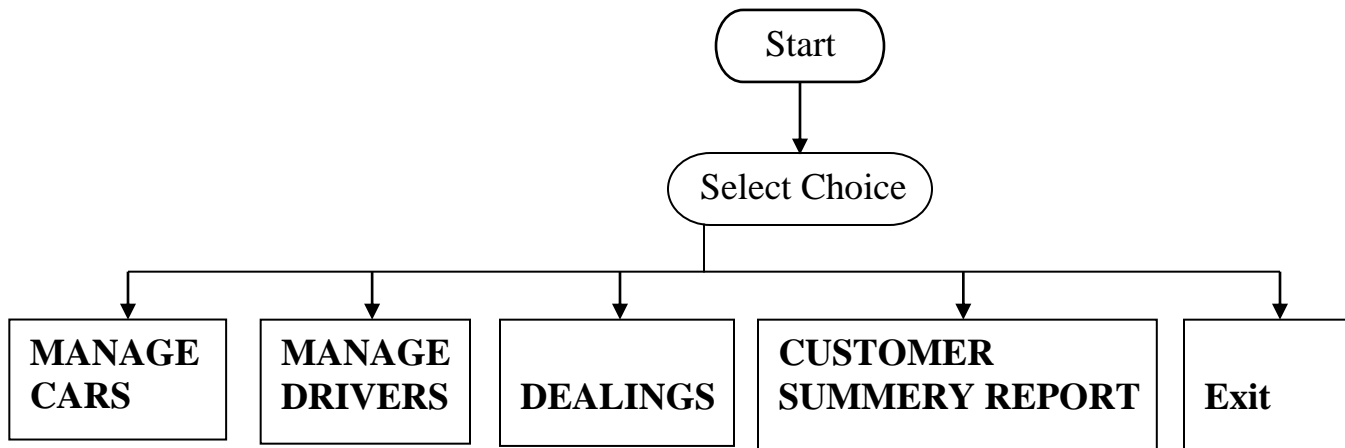 Start
Select Choice
MANAGE
CARS
MANAGE
DRIVERS
DEALINGS
CUSTOMER
SUMMERY REPORT
Exit